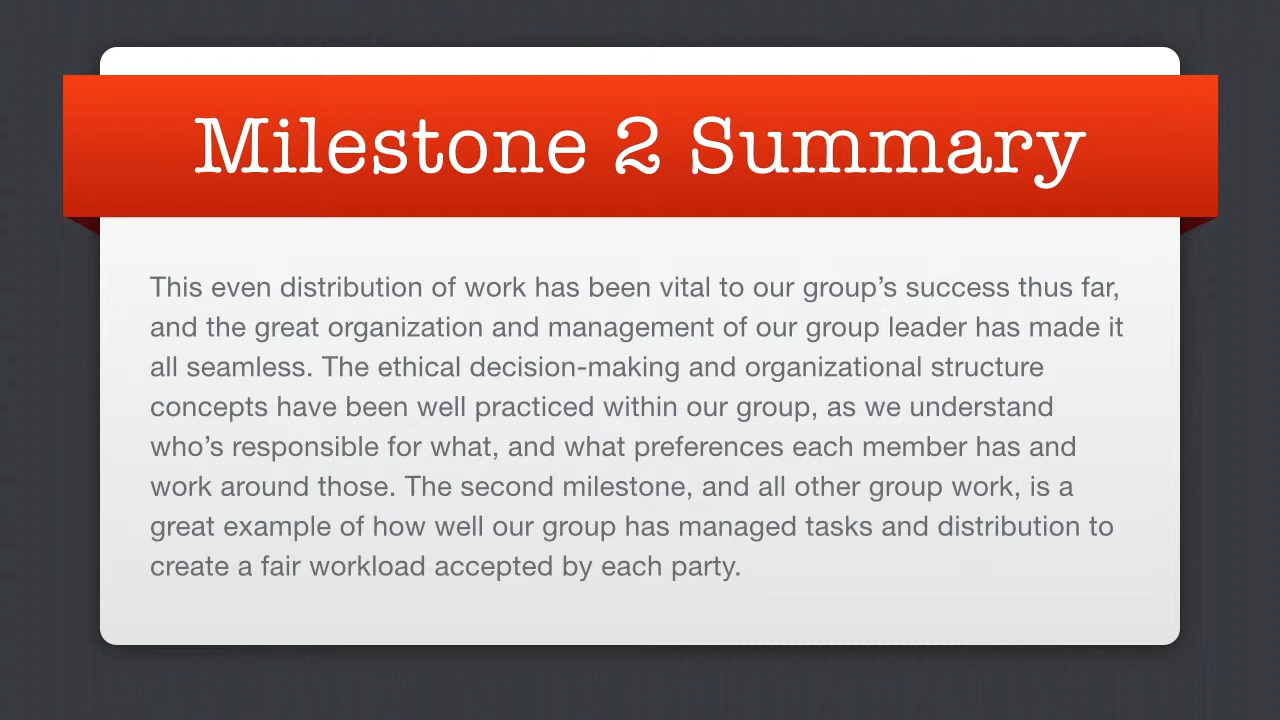 Milestone 2 Summary
This even distribution of work has been vital to our group’s success thus far,
and the great organization and management of our group leader has made it
all seamless. The ethical decision-making and organizational structure
concepts have been well practiced within our group, as we understand
who’s responsible for what, and what preferences each member has and
work around those. The second milestone, and all other group work, is a
great example of how well our group has managed tasks and distribution to
create a fair workload accepted by each party.